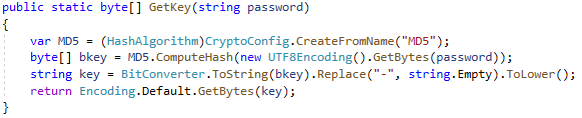 public static byte[] GetKey(string password)
{
    var MD5 = (HashAlgorithm)CryptoConfig.CreateFromName("MD5");
    byte[] bkey = MD5.ComputeHash(new UTF8Encoding().GetBytes(password));
    string key = BitConverter.ToString(bkey).Replace("-", string.Empty).ToLower();
    return Encoding.Default.GetBytes(key);
}